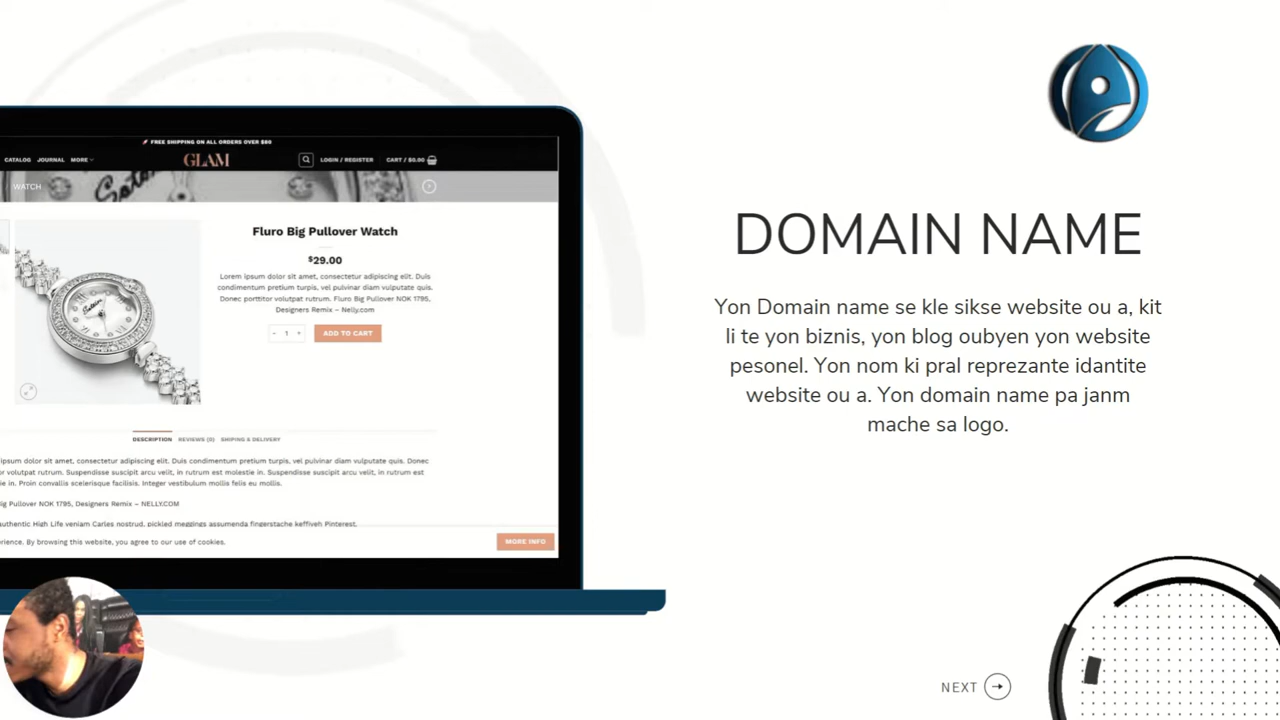 FREE SHIPPING ON ALL ORDERS OVER $60
CATALOG JOURNAL MORE GLAM LOGIN / REGISTER CART / $0.00
/ WATCH
Fluro Big Pullover Watch
$29.00
Lorem ipsum dolor sit amet, consectetur adipiscing elit. Duis
condimentum pretium turpis, vel pulvinar diam vulputate quis.
Donec porttitor volutpat rutrum. Fluro Big Pullover NOK 1795,
Designers Remix – Nelly.com
- 1 + ADD TO CART
DESCRIPTION REVIEWS (0) SHIPING & DELIVERY
ipsum dolor sit amet, consectetur adipiscing elit. Duis condimentum pretium turpis, vel pulvinar diam vulputate quis. Donec
or volutpat rutrum. Suspendisse suscipit arcu velit, in rutrum est molestie in. Suspendisse suscipit arcu velit, in rutrum est
ie in. Proin convallis scelerisque facilisis. Integer vestibulum mollis felis eu mollis.
ig Pullover NOK 1795, Designers Remix – NELLY.COM
authentic High Life veniam Carles nostrud, pickled meggings assumenda fingerstache keffiyeh Pinterest.
erience. By browsing this website, you agree to our use of cookies.
MORE INFO
DOMAIN NAME
Yon Domain name se kle sikse website ou a, kit
li te yon biznis, yon blog oubyen yon website
pesonel. Yon nom ki pral reprezante idantite
website ou a. Yon domain name pa janm
mache sa logo.
NEXT